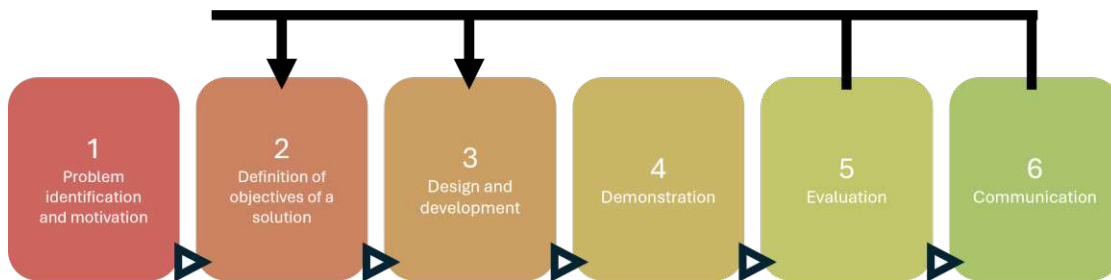 1
Problem
identification
and motivation
2
Definition of
objectives of a
solution
3
Design and
development
4
Demonstration
5
Evaluation
6
Communication